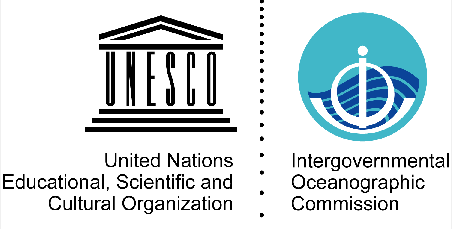 UNESCO
United Nations
Educational, Scientific and
Cultural Organization
Intergovernmental
Oceanographic
Commission